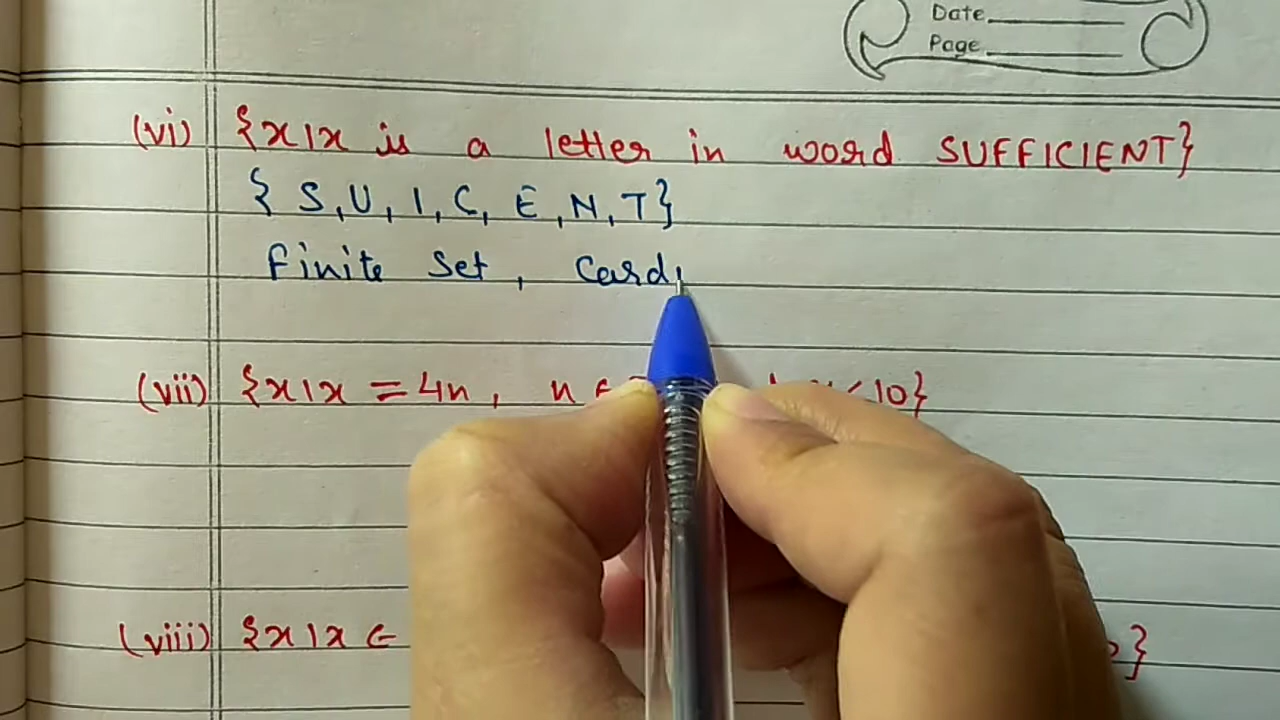 Date
Page
(vi) {x|x is a letter in word SUFFICIENT}
{ S, U, I, C, E, N, T}
Finite Set, Card
(vii) {x|x = 4n, n ∈ < 10}
(viii) {x|x ∈ }